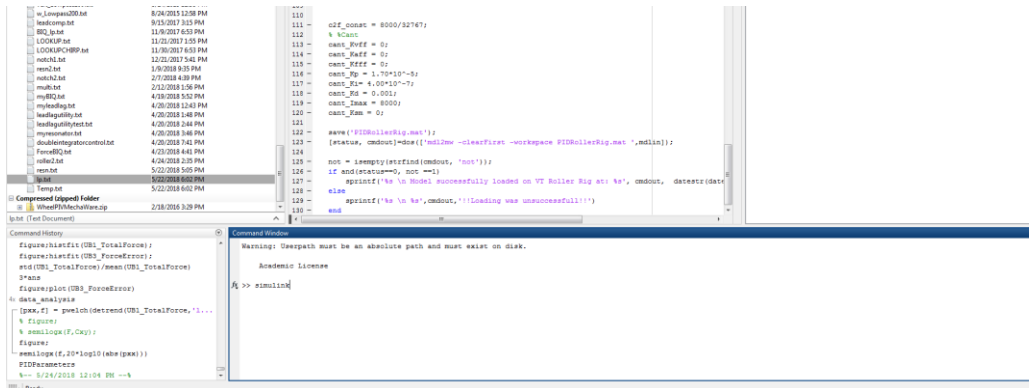 w_Lowpass200.txt 8/24/2015 12:58 PM
leadcomp.txt 9/15/2017 3:15 PM
BIQ_lp.txt 11/9/2017 6:53 PM
LOOKUP.txt 11/21/2017 1:55 PM
LOOKUPCHIRP.txt 11/30/2017 6:53 PM
notch1.txt 12/21/2017 5:41 PM
resn2.txt 1/9/2018 9:35 PM
notch2.txt 2/7/2018 4:39 PM
multi.txt 2/12/2018 1:56 PM
myBIQ.txt 4/19/2018 5:52 PM
myleadlag.txt 4/20/2018 12:43 PM
leadlagutility.txt 4/20/2018 1:48 PM
leadlagutilitytest.txt 4/20/2018 2:44 PM
myresonator.txt 4/20/2018 3:46 PM
doubleintegratorcontrol.txt 4/20/2018 7:41 PM
ForceBIQ.txt 4/23/2018 4:41 PM
roller2.txt 4/24/2018 2:35 PM
resn.txt 5/22/2018 5:05 PM
lp.txt 5/22/2018 6:02 PM
Temp.txt 5/22/2018 6:02 PM
Compressed (zipped) Folder
WheelPIVMechaWare.zip 2/18/2016 3:29 PM
lp.txt (Text Document)
110
111 – c2f_const = 8000/32767;
112 % %Cant
113 – cant_Kvff = 0;
114 – cant_Kaff = 0;
115 – cant_Kfff = 0;
116 – cant_Kp = 1.70*10^-5;
117 – cant_Ki= 4.00*10^-7;
118 – cant_Kd = 0.001;
119 – cant_Imax = 8000;
120 – cant_Ksm = 0;
121
122 – save('PIDRollerRig.mat');
123 – [status, cmdout]=dos(['mdl2mw -clearfirst -workspace PIDRollerRig.mat ',mdlin]);
124
125 – not = isempty(strfind(cmdout, 'not'));
126 – if and(status==0, not ==1)
127 – sprintf('%s \n Model successfully loaded on VT Roller Rig at: %s', cmdout, datestr(date
128 – else
129 – sprintf('%s \n %s',cmdout,'!!Loading was unsuccessfull!!')
130 – end
Command History
figure;histfit(UB1_TotalForce);
figure;histfit(UB3_ForceError);
std(UB1_TotalForce)/mean(UB1_TotalForce)
3*ans
figure;plot(UB3_ForceError)
data_analysis
[pxx,f] = pwelch(detrend(UB1_TotalForce,'l...
% figure;
% semilogx(F,Cxy);
figure;
semilogx(f,20*log10(abs(pxx)))
PIDParameters
%-- 5/24/2018 12:04 PM --%
Command Window
Warning: Userpath must be an absolute path and must exist on disk.
Academic License
fx >> simulink